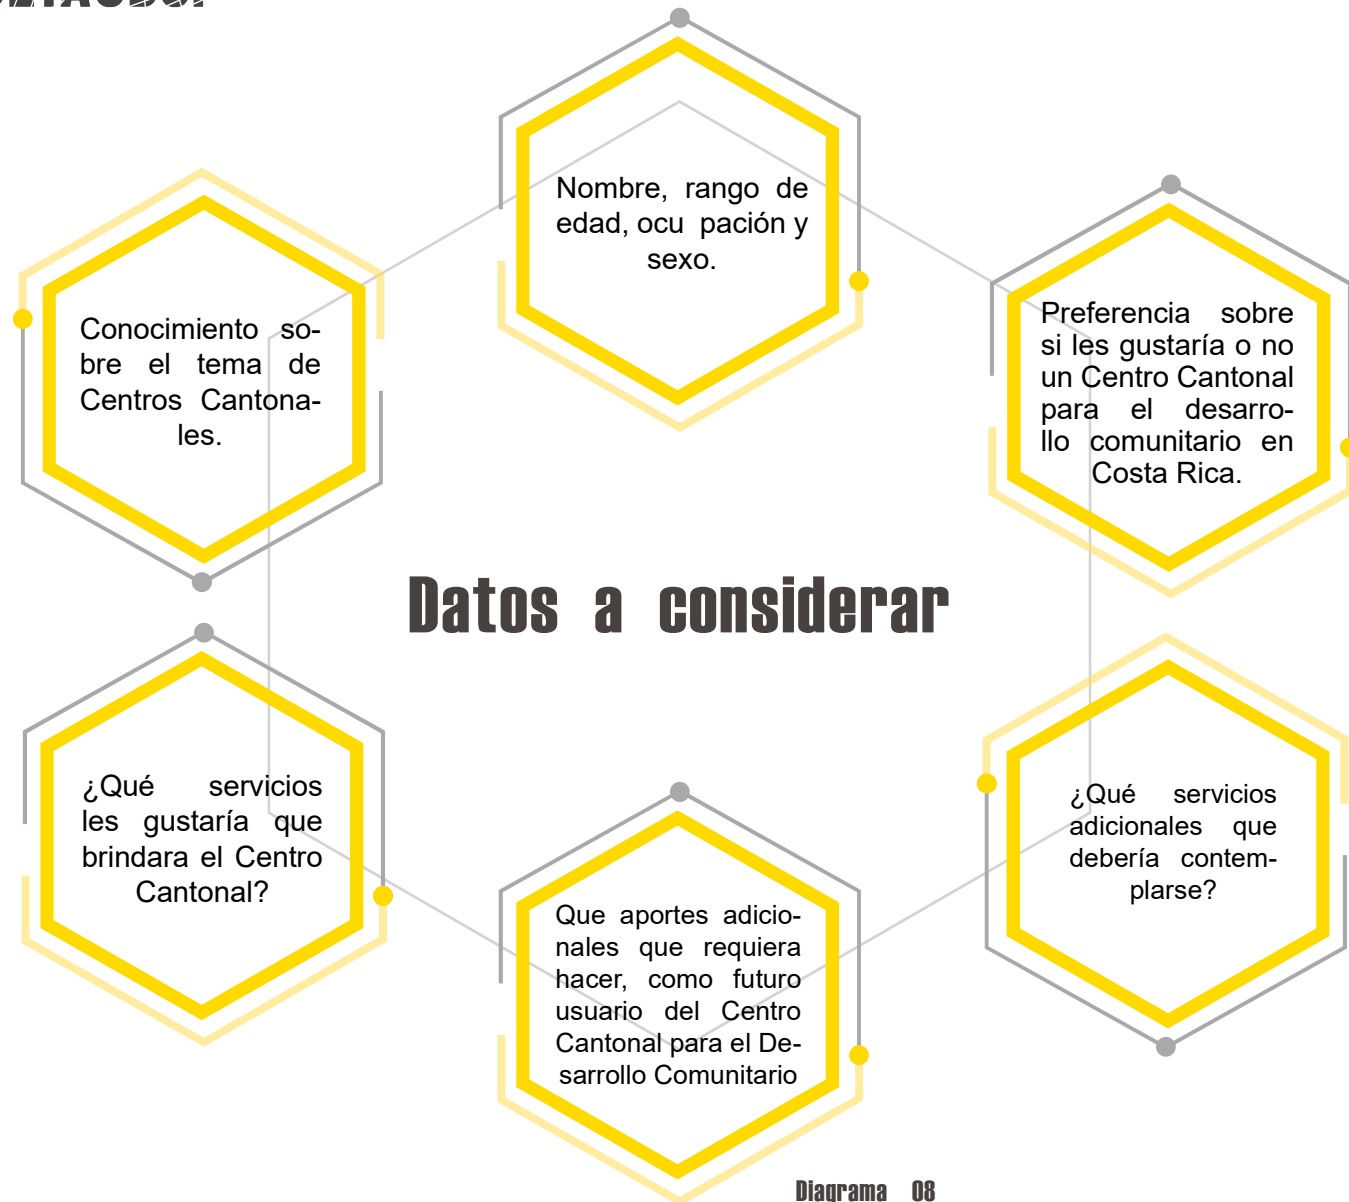 Nombre, rango de
edad, ocu pación y
sexo.
Conocimiento so-
bre el tema de
Centros Cantona-
les.
Preferencia sobre
si les gustaría o no
un Centro Cantonal
para el desarro-
llo comunitario en
Costa Rica.
Datos a considerar
¿Qué servicios
les gustaría que
brindara el Centro
Cantonal?
Que aportes adicio-
nales que requiera
hacer, como futuro
usuario del Centro
Cantonal para el De-
sarrollo Comunitario
¿Qué servicios
adicionales que
debería contem-
plarse?
Diagrama 08